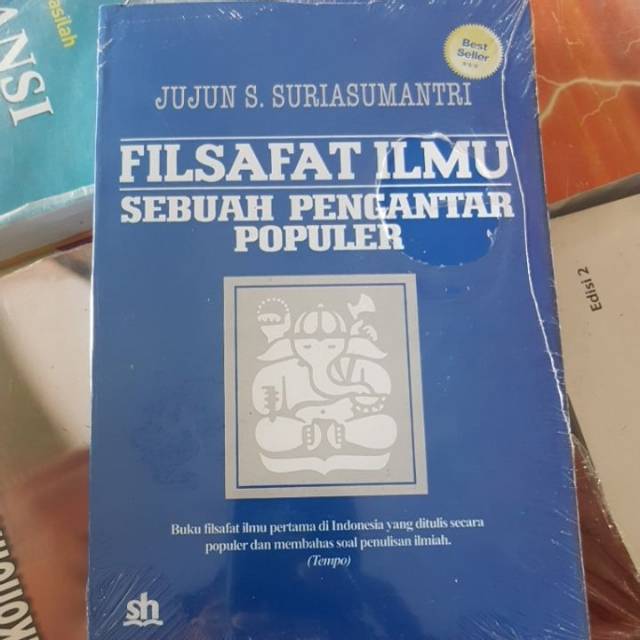 Best
Seller
JUJUN S. SURIASUMANTRI
FILSAFAT ILMU
SEBUAH PENGANTAR
POPULER
Buku filsafat ilmu pertama di Indonesia yang ditulis secara
populer dan membahas soal penulisan ilmiah.
(Tempo)
sh
Edisi 2
ANSI